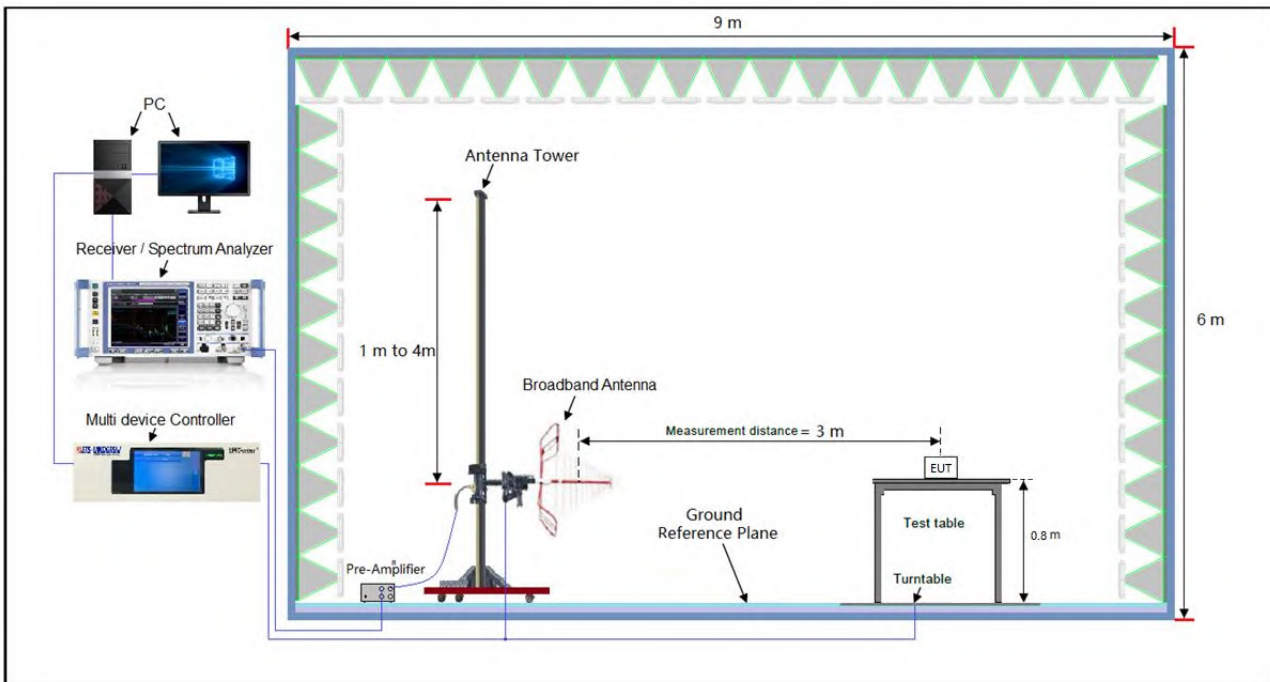 9 m
PC
Antenna Tower
Receiver / Spectrum Analyzer
6 m
1 m to 4m
Broadband Antenna
Multi device Controller
Measurement distance = 3 m
EUT
Ground
Reference Plane
Test table
0.8 m
Pre-Amplifier
Turntable